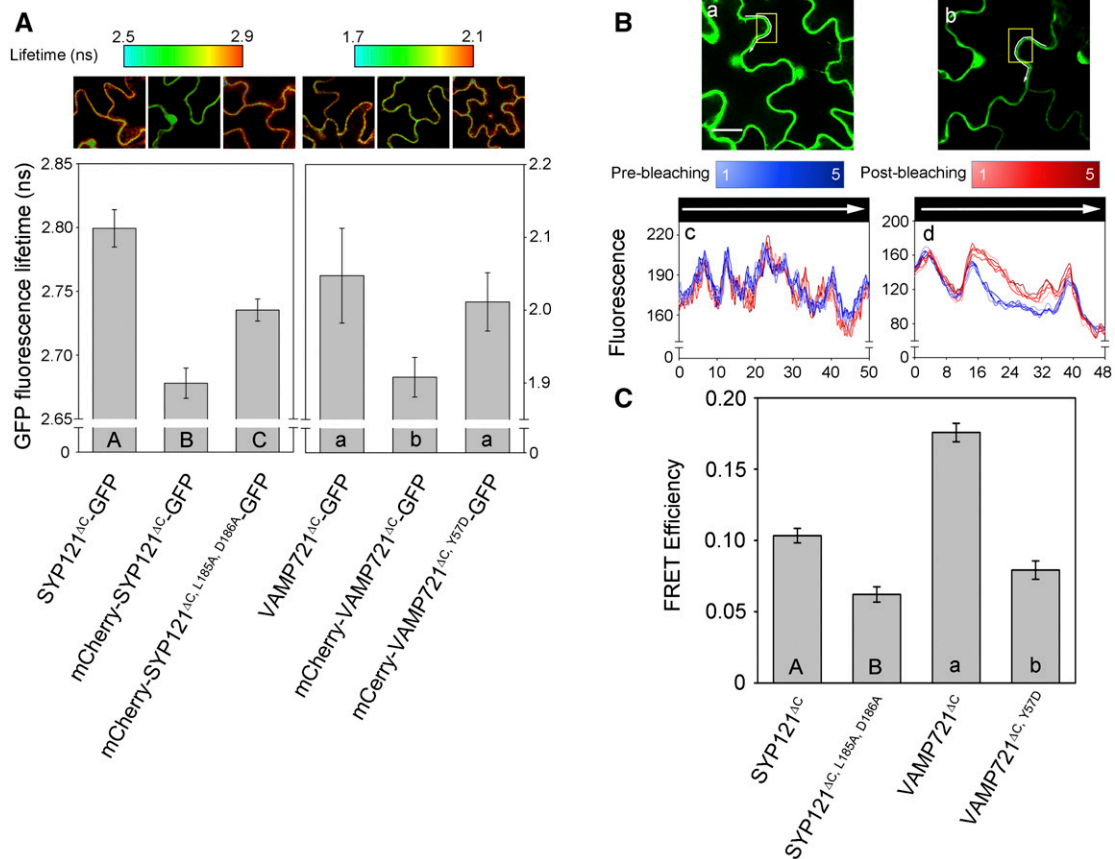 A
Lifetime (ns)
2.5
2.9
1.7
2.1
GFP fluorescence lifetime (ns)
2.85
2.80
2.75
2.70
2.65
0
2.2
2.1
2.0
1.9
0
A
B
C
a
b
a
SYP121ΔC-GFP
mCherry-SYP121ΔC-GFP
mCherry-SYP121ΔC, L185A, D186A-GFP
VAMP721ΔC-GFP
mCherry-VAMP721ΔC-GFP
mCerry-VAMP721ΔC, Y57D-GFP
B
a
b
Pre-bleaching
1
5
Post-bleaching
1
5
Fluorescence
c
220
190
160
0
0
10
20
30
40
50
d
200
160
120
80
0
0
8
16
24
32
40
48
C
FRET Efficiency
0.20
0.15
0.10
0.05
0
A
B
a
b
SYP121ΔC
SYP121ΔC, L185A, D186A
VAMP721ΔC
VAMP721ΔC, Y57D